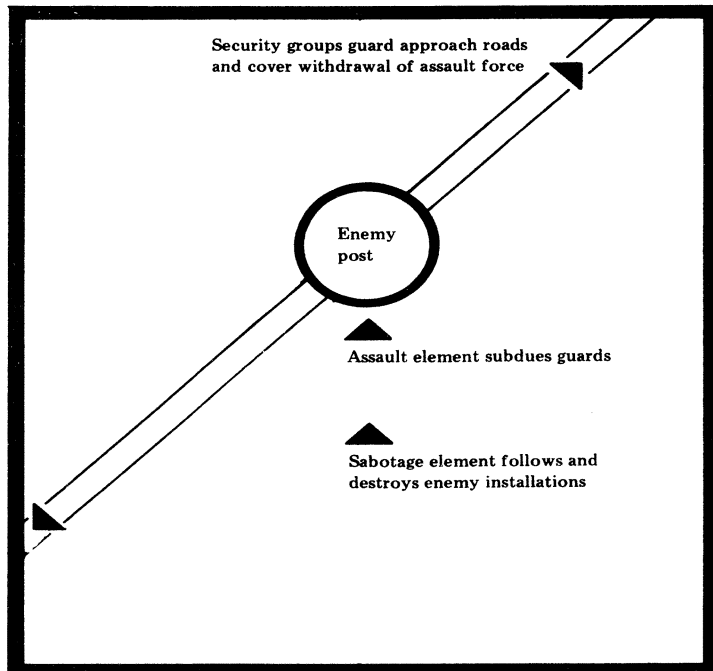 Security groups guard approach roads
and cover withdrawal of assault force
Enemy
post
Assault element subdues guards
Sabotage element follows and
destroys enemy installations